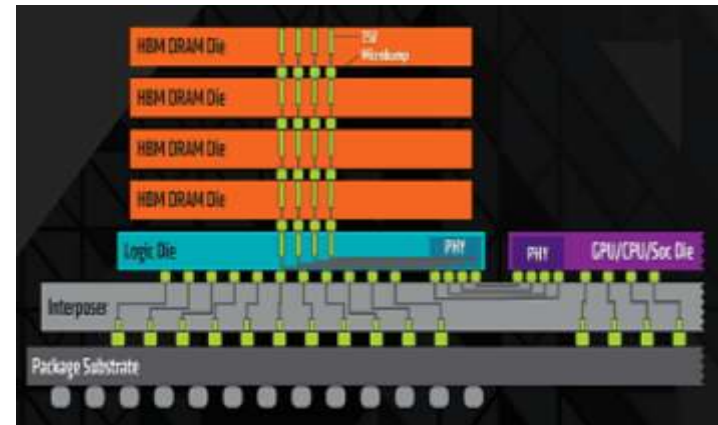 HBM DRAM Die
TSV
Microbump
HBM DRAM Die
HBM DRAM Die
HBM DRAM Die
Logic Die
PHY
PHY
GPU/CPU/Soc Die
Interposer
Package Substrate